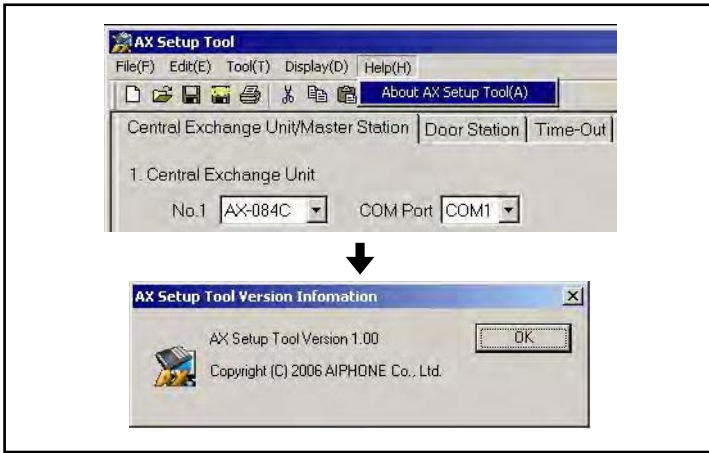 AX Setup Tool
File(F) Edit(E) Tool(T) Display(D) Help(H)
About AX Setup Tool(A)
Central Exchange Unit/Master Station Door Station Time-Out
1. Central Exchange Unit
No.1 AX-084C COM Port COM1
AX Setup Tool Version Infomation
AX Setup Tool Version 1.00 OK
Copyright (C) 2006 AIPHONE Co., Ltd.
AX